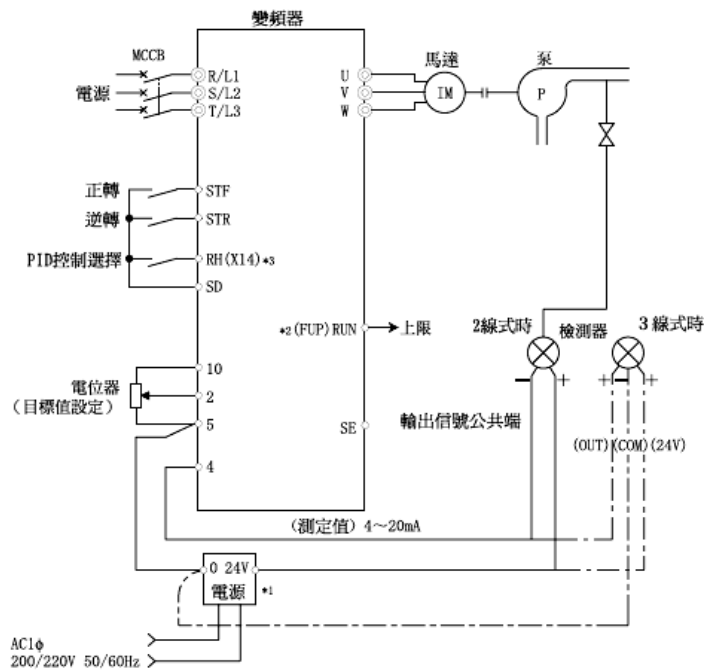 變頻器
MCCB
電源
R/L1
S/L2
T/L3
U
V
W
馬達
IM
泵
P
正轉
STF
逆轉
STR
PID控制選擇
RH(X14)*3
SD
*2(FUP)RUN
上限
2線式時
檢測器
3線式時
- +
+ - +
電位器
(目標值設定)
10
2
5
4
SE
輸出信號公共端
(OUT)(COM)(24V)
(測定值) 4～20mA
0 24V
電源
*1
AC1ϕ
200/220V 50/60Hz